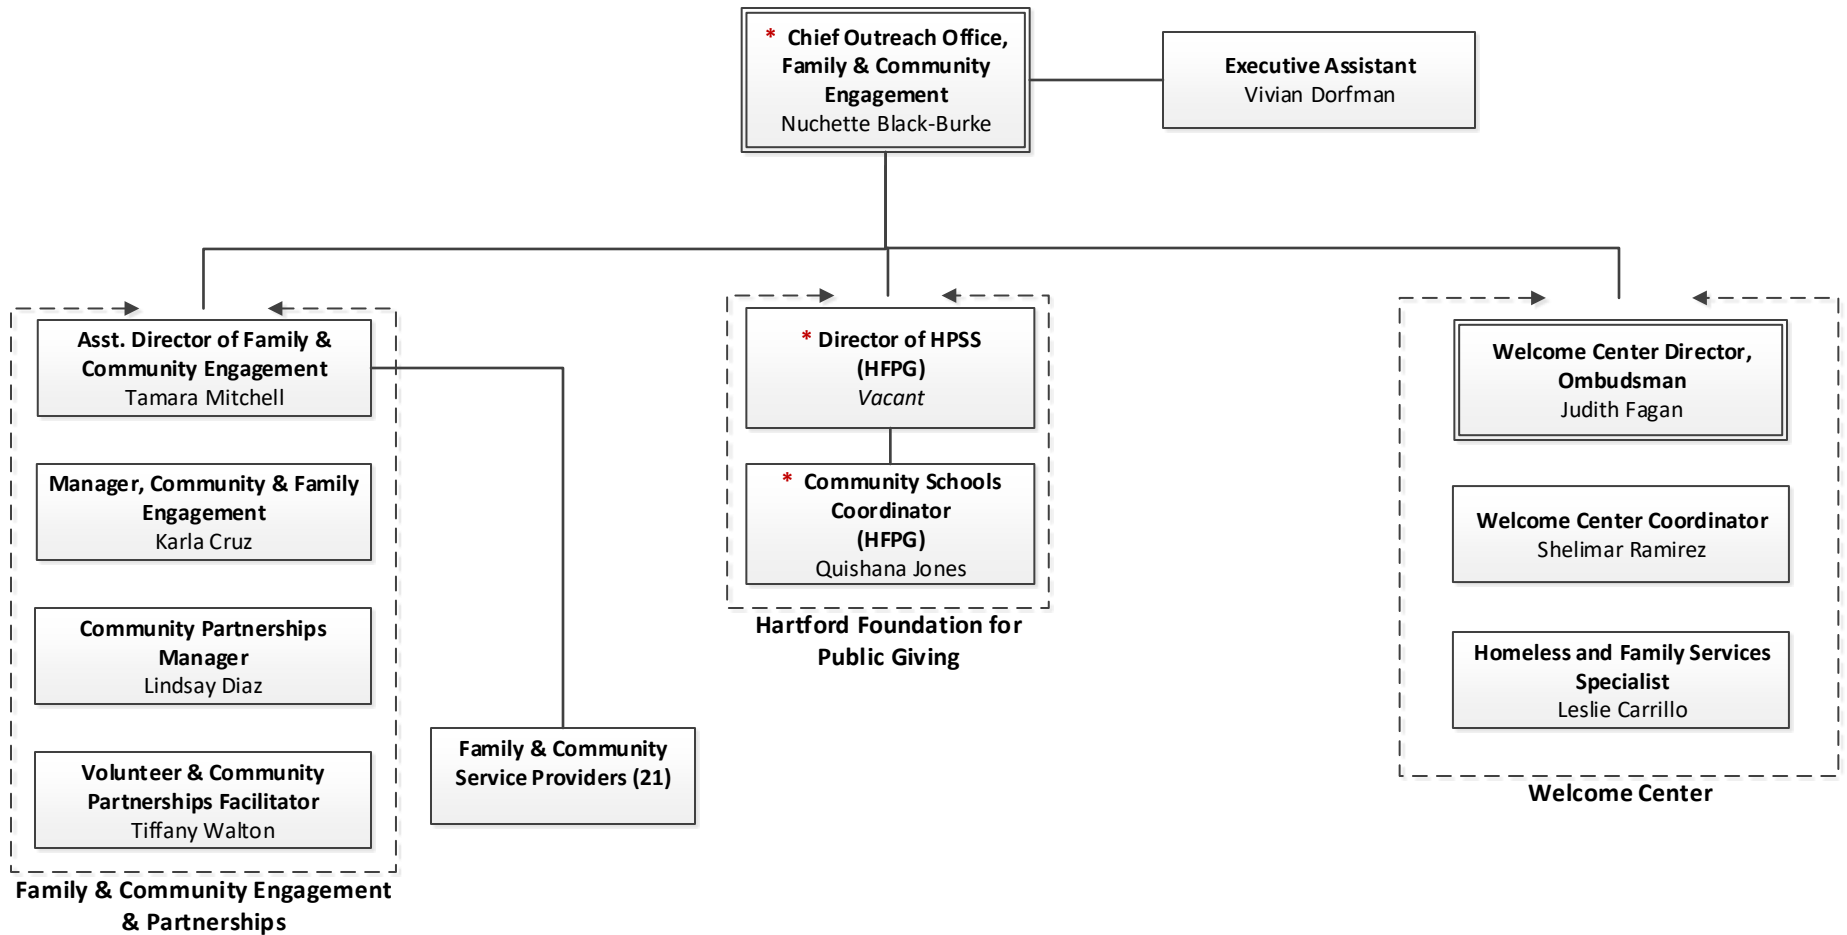 * Chief Outreach Office,
Family & Community
Engagement
Nuchette Black-Burke
Executive Assistant
Vivian Dorfman
Asst. Director of Family &
Community Engagement
Tamara Mitchell
Manager, Community & Family
Engagement
Karla Cruz
Community Partnerships
Manager
Lindsay Diaz
Volunteer & Community
Partnerships Facilitator
Tiffany Walton
Family & Community Engagement
& Partnerships
Family & Community
Service Providers (21)
* Director of HPSS
(HFPG)
Vacant
* Community Schools
Coordinator
(HFPG)
Quishana Jones
Hartford Foundation for
Public Giving
Welcome Center Director,
Ombudsman
Judith Fagan
Welcome Center Coordinator
Shelimar Ramirez
Homeless and Family Services
Specialist
Leslie Carrillo
Welcome Center